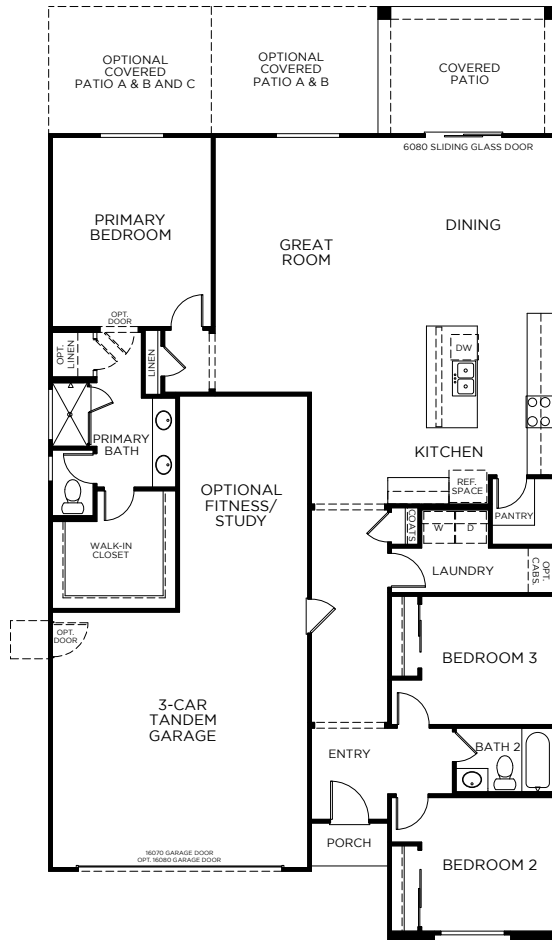 OPTIONAL
COVERED
PATIO A & B AND C
OPTIONAL
COVERED
PATIO A & B
COVERED
PATIO
6080 SLIDING GLASS DOOR
PRIMARY
BEDROOM
GREAT
ROOM
DINING
OPT.
DOOR
OPT.
LINEN
LINEN
DW
PRIMARY
BATH
KITCHEN
REF.
SPACE
PANTRY
OPTIONAL
FITNESS/
STUDY
COATS
W
D
WALK-IN
CLOSET
LAUNDRY
OPT.
CABS.
OPT.
DOOR
BEDROOM 3
3-CAR
TANDEM
GARAGE
ENTRY
BATH 2
PORCH
16070 GARAGE DOOR
OPT. 16080 GARAGE DOOR
BEDROOM 2